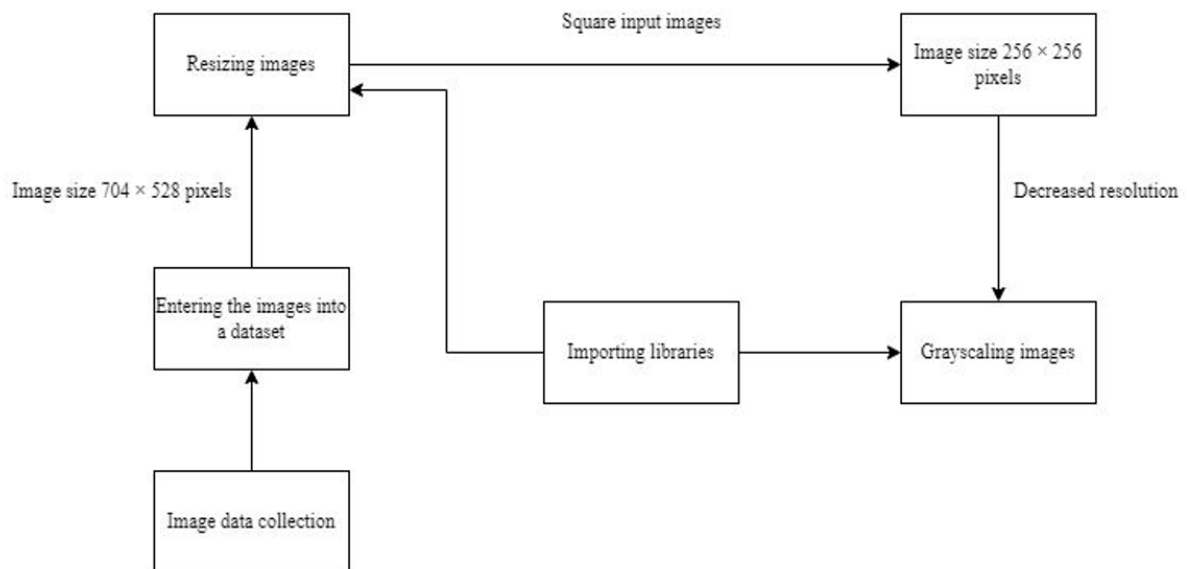 Square input images
Resizing images
Image size 256 × 256
pixels
Image size 704 × 528 pixels
Decreased resolution
Entering the images into
a dataset
Importing libraries
Grayscaling images
Image data collection